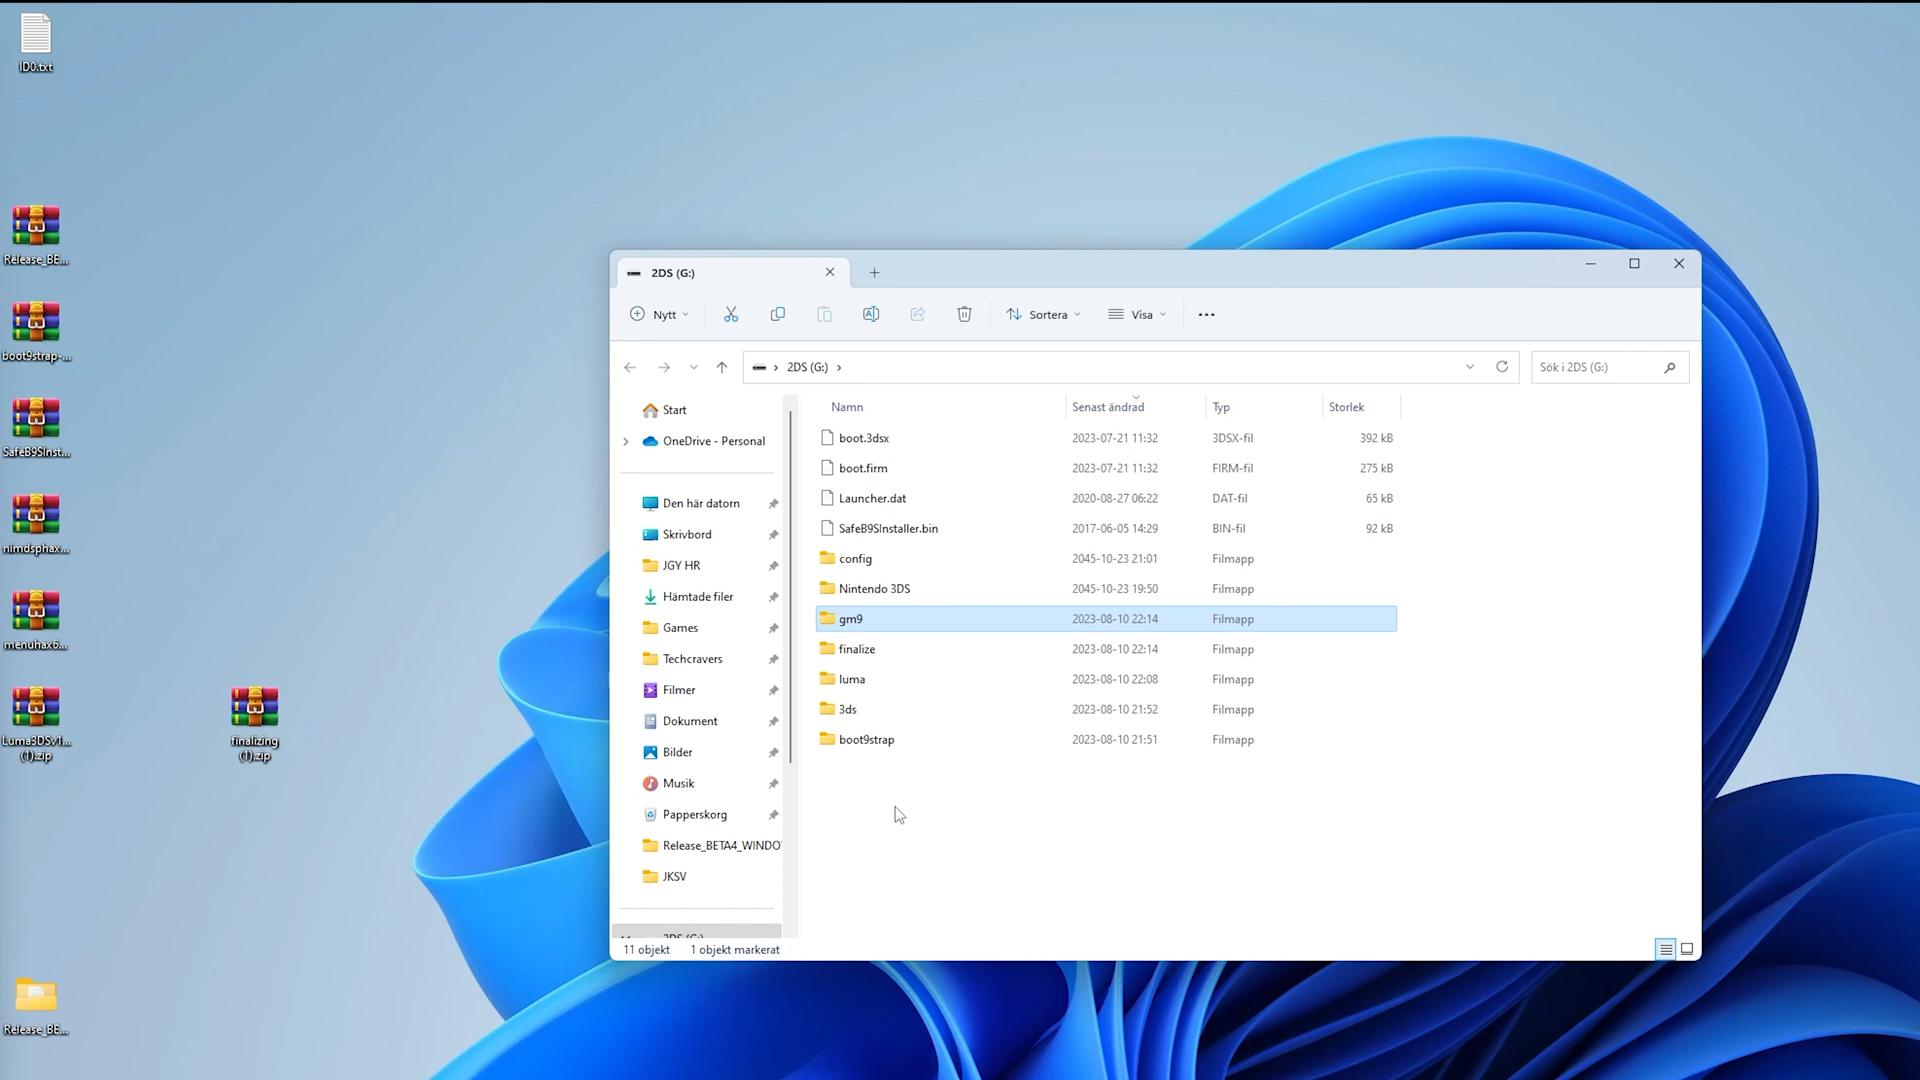 ID0.txt
Release_BE...
boot9strap-...
SafeB9SInst...
nimdsphax...
menuhax6...
Luma3DSv1...
(1).zip
finalizing
(1).zip
Release_BE...
2DS (G:)
Nytt
Sortera
Visa
2DS (G:)
Sök i 2DS (G:)
Start
OneDrive - Personal
Den här datorn
Skrivbord
JGY HR
Hämtade filer
Games
Techcravers
Filmer
Dokument
Bilder
Musik
Papperskorg
Release_BETA4_WINDO
JKSV
2DS (G:)
Namn Senast ändrad Typ Storlek
boot.3dsx 2023-07-21 11:32 3DSX-fil 392 kB
boot.firm 2023-07-21 11:32 FIRM-fil 275 kB
Launcher.dat 2020-08-27 06:22 DAT-fil 65 kB
SafeB9SInstaller.bin 2017-06-05 14:29 BIN-fil 92 kB
config 2045-10-23 21:01 Filmapp
Nintendo 3DS 2045-10-23 19:50 Filmapp
gm9 2023-08-10 22:14 Filmapp
finalize 2023-08-10 22:14 Filmapp
luma 2023-08-10 22:08 Filmapp
3ds 2023-08-10 21:52 Filmapp
boot9strap 2023-08-10 21:51 Filmapp
11 objekt 1 objekt markerat